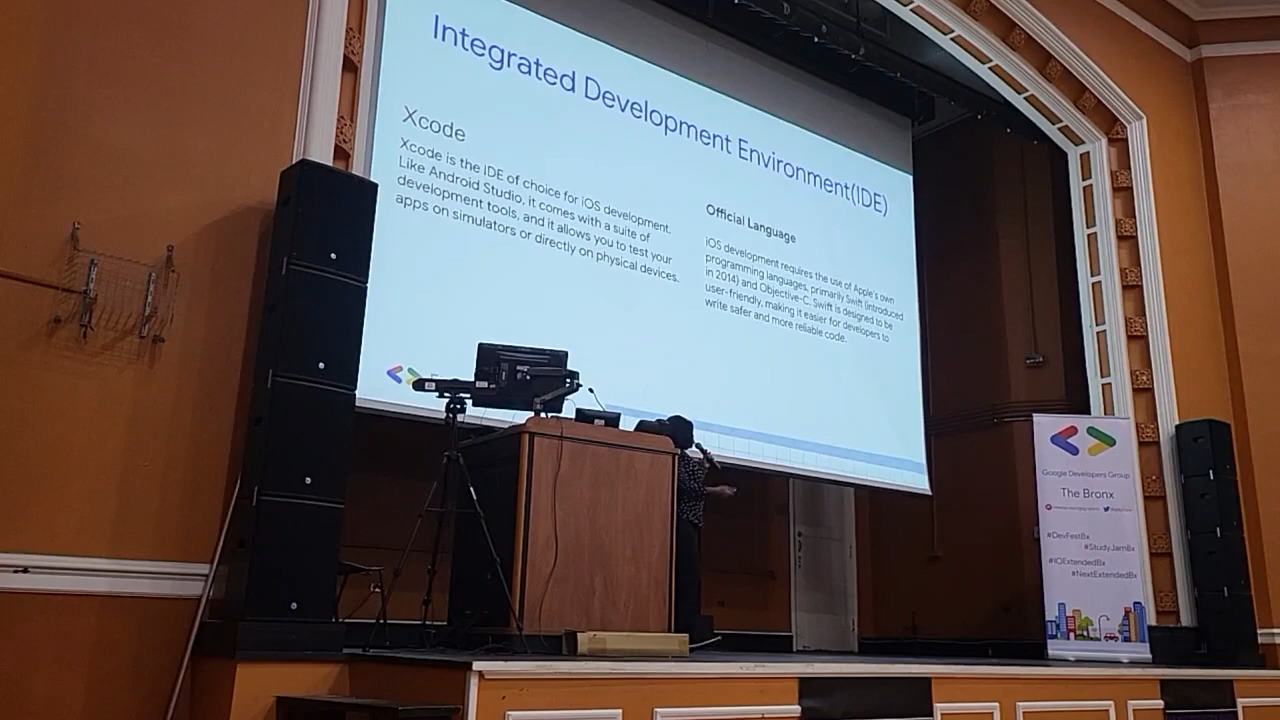 Integrated Development Environment(IDE)
Xcode
Xcode is the IDE of choice for iOS development.
Like Android Studio, it comes with a suite of
development tools, and it allows you to test your
apps on simulators or directly on physical devices.
Official Language
iOS development requires the use of Apple's own
programming languages, primarily Swift (introduced
in 2014) and Objective-C. Swift is designed to be
user-friendly, making it easier for developers to
write safer and more reliable code.
Google Developers Group
The Bronx
#DevFestBx
#StudyJamBx
#IOExtendedBx
#NextExtendedBx